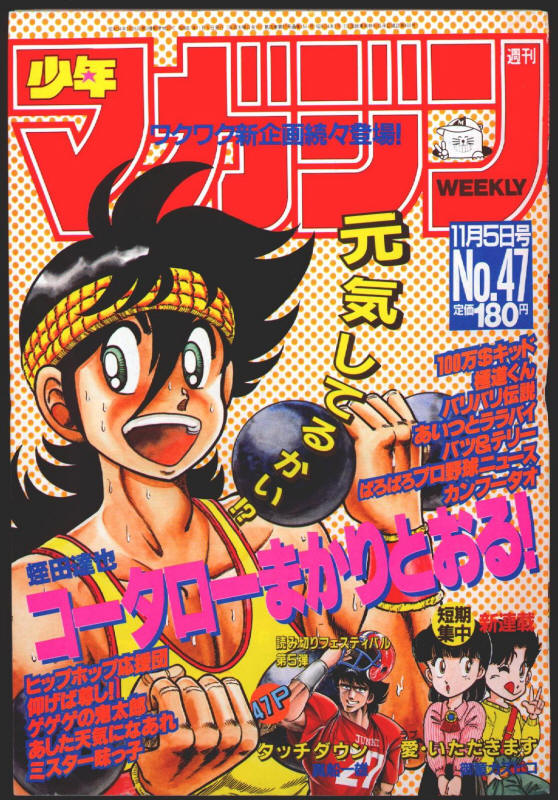 少年
週刊
マガジン
ワクワク新企画続々登場!
WEEKLY
11月5日号
No.47
定価180円
元気してるかい!?
100万$キッド
極道くん
バリバリ伝説
あいつとララバイ
バツ&テリー
ぱろぱろプロ野球ニュース
カンフータオ
蛭田達也
コータローまかりとおる!
ヒップホップ応援団
仰げば尊し!
ゲゲゲの鬼太郎
あした天気になあれ
ミスター味っ子
読み切りフェスティバル
第5弾
47P
タッチダウン
JUNNI
27
短期
集中
新連載
愛・いただきます